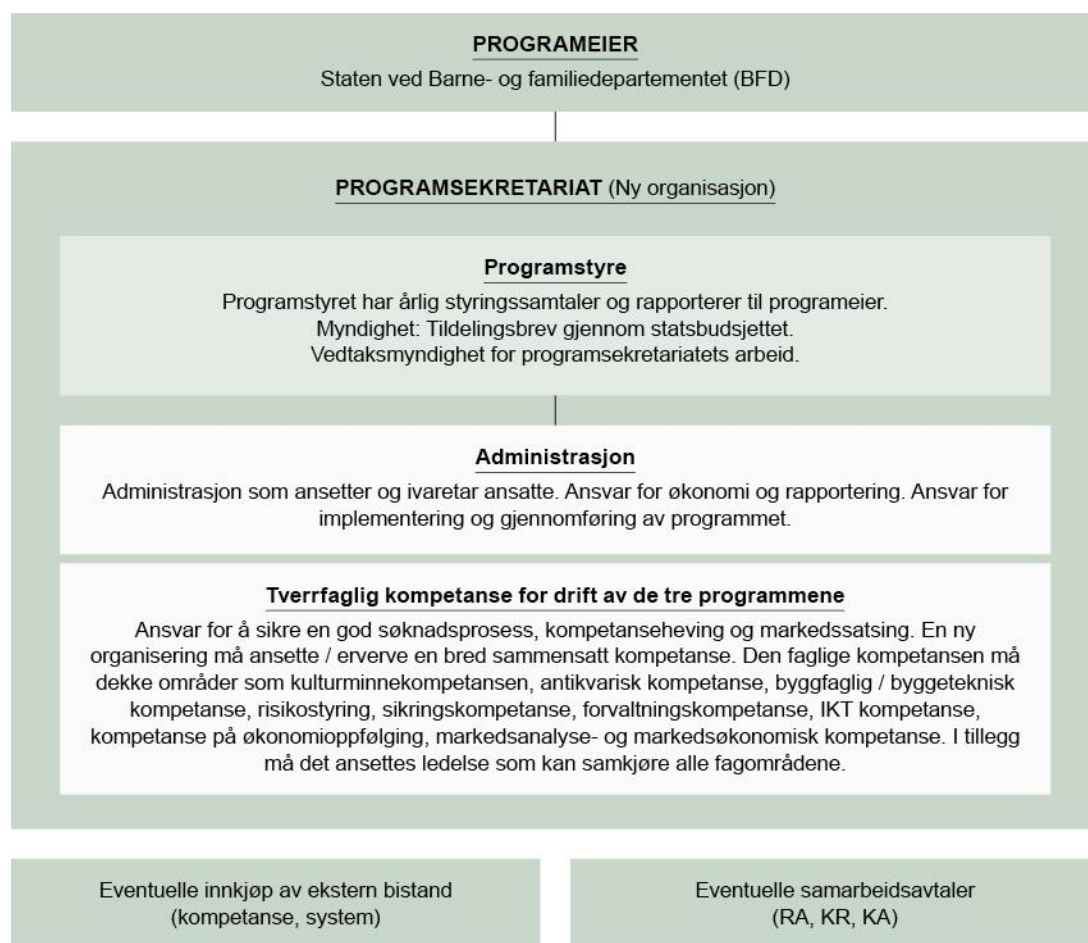 PROGRAMEIER
Staten ved Barne- og familiedepartementet (BFD)
PROGRAMSEKRETARIAT (Ny organisasjon)
Programstyre
Programstyret har årlig styringssamtaler og rapporterer til programeier.
Myndighet: Tildelingsbrev gjennom statsbudsjettet.
Vedtaksmyndighet for programsekretariatets arbeid.
Administrasjon
Administrasjon som ansetter og ivaretar ansatte. Ansvar for økonomi og rapportering. Ansvar for
implementering og gjennomføring av programmet.
Tverrfaglig kompetanse for drift av de tre programmene
Ansvar for å sikre en god søknadsprosess, kompetanseheving og markedssatsing. En ny
organisering må ansette / erverve en bred sammensatt kompetanse. Den faglige kompetansen må
dekke områder som kulturminnekompetansen, antikvarisk kompetanse, byggfaglig / byggeteknisk
kompetanse, risikostyring, sikringskompetanse, forvaltningskompetanse, IKT kompetanse,
kompetanse på økonomioppfølging, markedsanalyse- og markedsøkonomisk kompetanse. I tillegg
må det ansettes ledelse som kan samkjøre alle fagområdene.
Eventuelle innkjøp av ekstern bistand
(kompetanse, system)
Eventuelle samarbeidsavtaler
(RA, KR, KA)